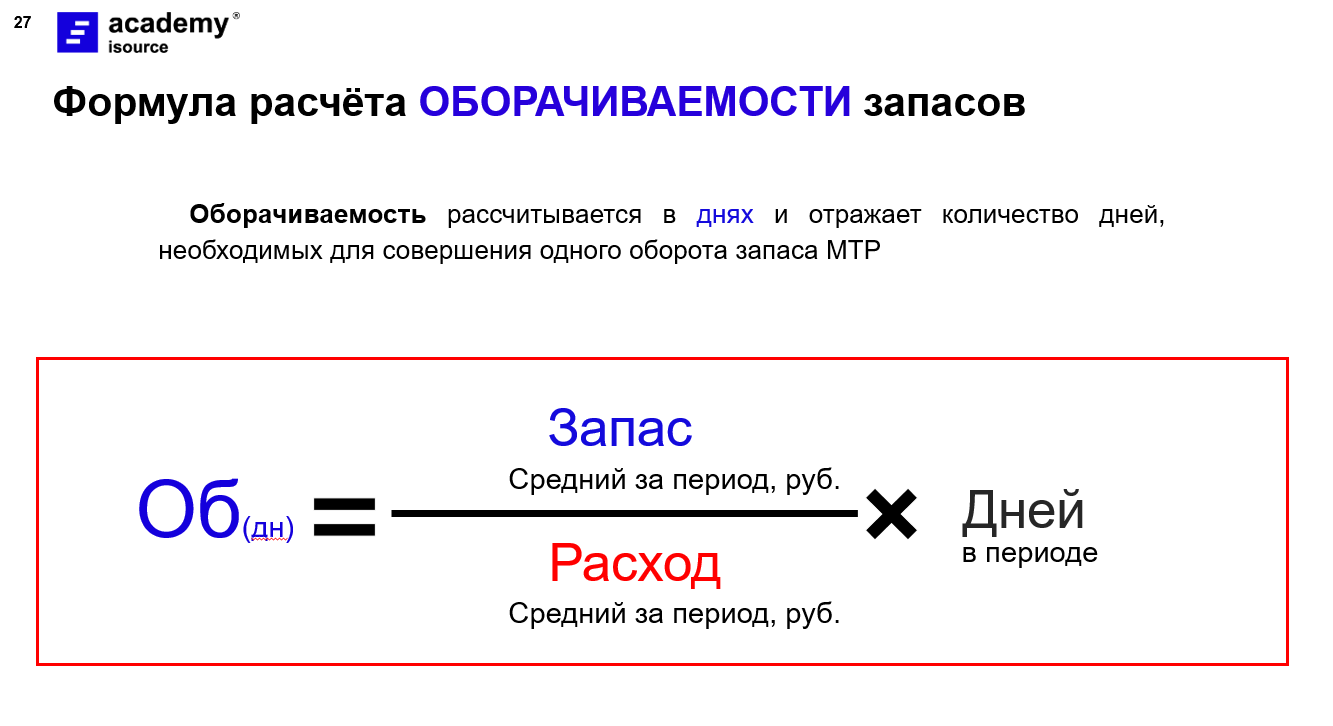 27
academy ®
isource
Формула расчёта ОБОРАЧИВАЕМОСТИ запасов
Оборачиваемость рассчитывается в днях и отражает количество дней,
необходимых для совершения одного оборота запаса МТР
Запас
Средний за период, руб.
Об(дн) = × Дней
в периоде
Расход
Средний за период, руб.